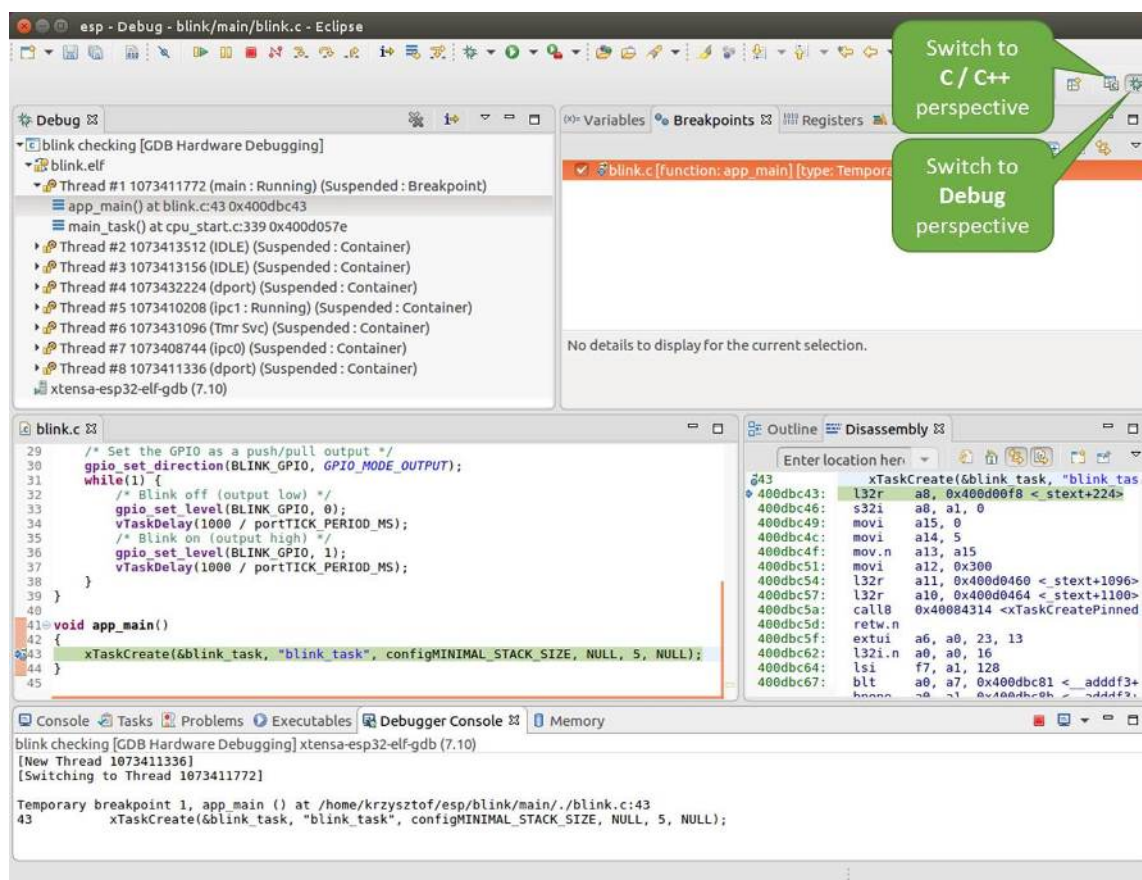 esp - Debug - blink/main/blink.c - Eclipse
Switch to
C / C++
perspective
Debug
(x)= Variables
Breakpoints
Registers
blink checking [GDB Hardware Debugging]
blink.elf
Thread #1 1073411772 (main : Running) (Suspended : Breakpoint)
app_main() at blink.c:43 0x400dbc43
main_task() at cpu_start.c:339 0x400d057e
Thread #2 1073413512 (IDLE) (Suspended : Container)
Thread #3 1073413156 (IDLE) (Suspended : Container)
Thread #4 1073432224 (dport) (Suspended : Container)
Thread #5 1073410208 (ipc1 : Running) (Suspended : Container)
Thread #6 1073431096 (Tmr Svc) (Suspended : Container)
Thread #7 1073408744 (ipc0) (Suspended : Container)
Thread #8 1073411336 (dport) (Suspended : Container)
xtensa-esp32-elf-gdb (7.10)
blink.c [function: app_main] [type: Tempora
Switch to
Debug
perspective
No details to display for the current selection.
blink.c
29 /* Set the GPIO as a push/pull output */
30 gpio_set_direction(BLINK_GPIO, GPIO_MODE_OUTPUT);
31 while(1) {
32 /* Blink off (output low) */
33 gpio_set_level(BLINK_GPIO, 0);
34 vTaskDelay(1000 / portTICK_PERIOD_MS);
35 /* Blink on (output high) */
36 gpio_set_level(BLINK_GPIO, 1);
37 vTaskDelay(1000 / portTICK_PERIOD_MS);
38 }
39 }
40
41 void app_main()
42 {
43 xTaskCreate(&blink_task, "blink_task", configMINIMAL_STACK_SIZE, NULL, 5, NULL);
44 }
45
Outline
Disassembly
Enter location her
43 xTaskCreate(&blink_task, "blink_tas
400dbc43: l32r a8, 0x400d00f8 <_stext+224>
400dbc46: s32i a8, a1, 0
400dbc49: movi a15, 0
400dbc4c: movi a14, 5
400dbc4f: mov.n a13, a15
400dbc51: movi a12, 0x300
400dbc54: l32r a11, 0x400d0460 <_stext+1096>
400dbc57: l32r a10, 0x400d0464 <_stext+1100>
400dbc5a: call8 0x40084314 <xTaskCreatePinned
400dbc5d: retw.n
400dbc5f: extui a6, a0, 23, 13
400dbc62: l32i.n a0, a0, 16
400dbc64: lsi f7, a1, 128
400dbc67: blt a0, a7, 0x400dbc81 <__adddf3+
Console
Tasks
Problems
Executables
Debugger Console
Memory
blink checking [GDB Hardware Debugging] xtensa-esp32-elf-gdb (7.10)
[New Thread 1073411336]
[Switching to Thread 1073411772]
Temporary breakpoint 1, app_main () at /home/krzysztof/esp/blink/main/./blink.c:43
43 xTaskCreate(&blink_task, "blink_task", configMINIMAL_STACK_SIZE, NULL, 5, NULL);